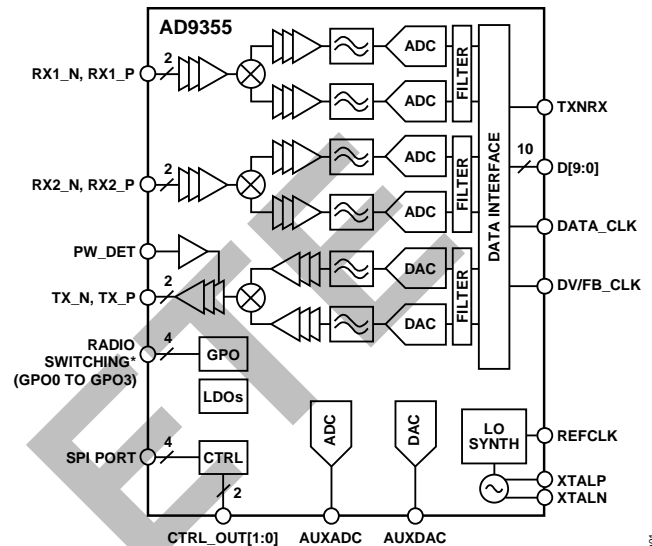 AD9355
RX1_N, RX1_P
2
ADC
ADC
FILTER
RX2_N, RX2_P
2
ADC
ADC
FILTER
PW_DET
TX_N, TX_P
2
DAC
DAC
FILTER
DATA INTERFACE
TXNRX
10
D[9:0]
DATA_CLK
DV/FB_CLK
RADIO
SWITCHING*
(GPO0 TO GPO3)
4
GPO
LDOs
SPI PORT
4
CTRL
2
ADC
DAC
LO
SYNTH
REFCLK
XTALP
XTALN
CTRL_OUT[1:0]
AUXADC
AUXDAC
ETE